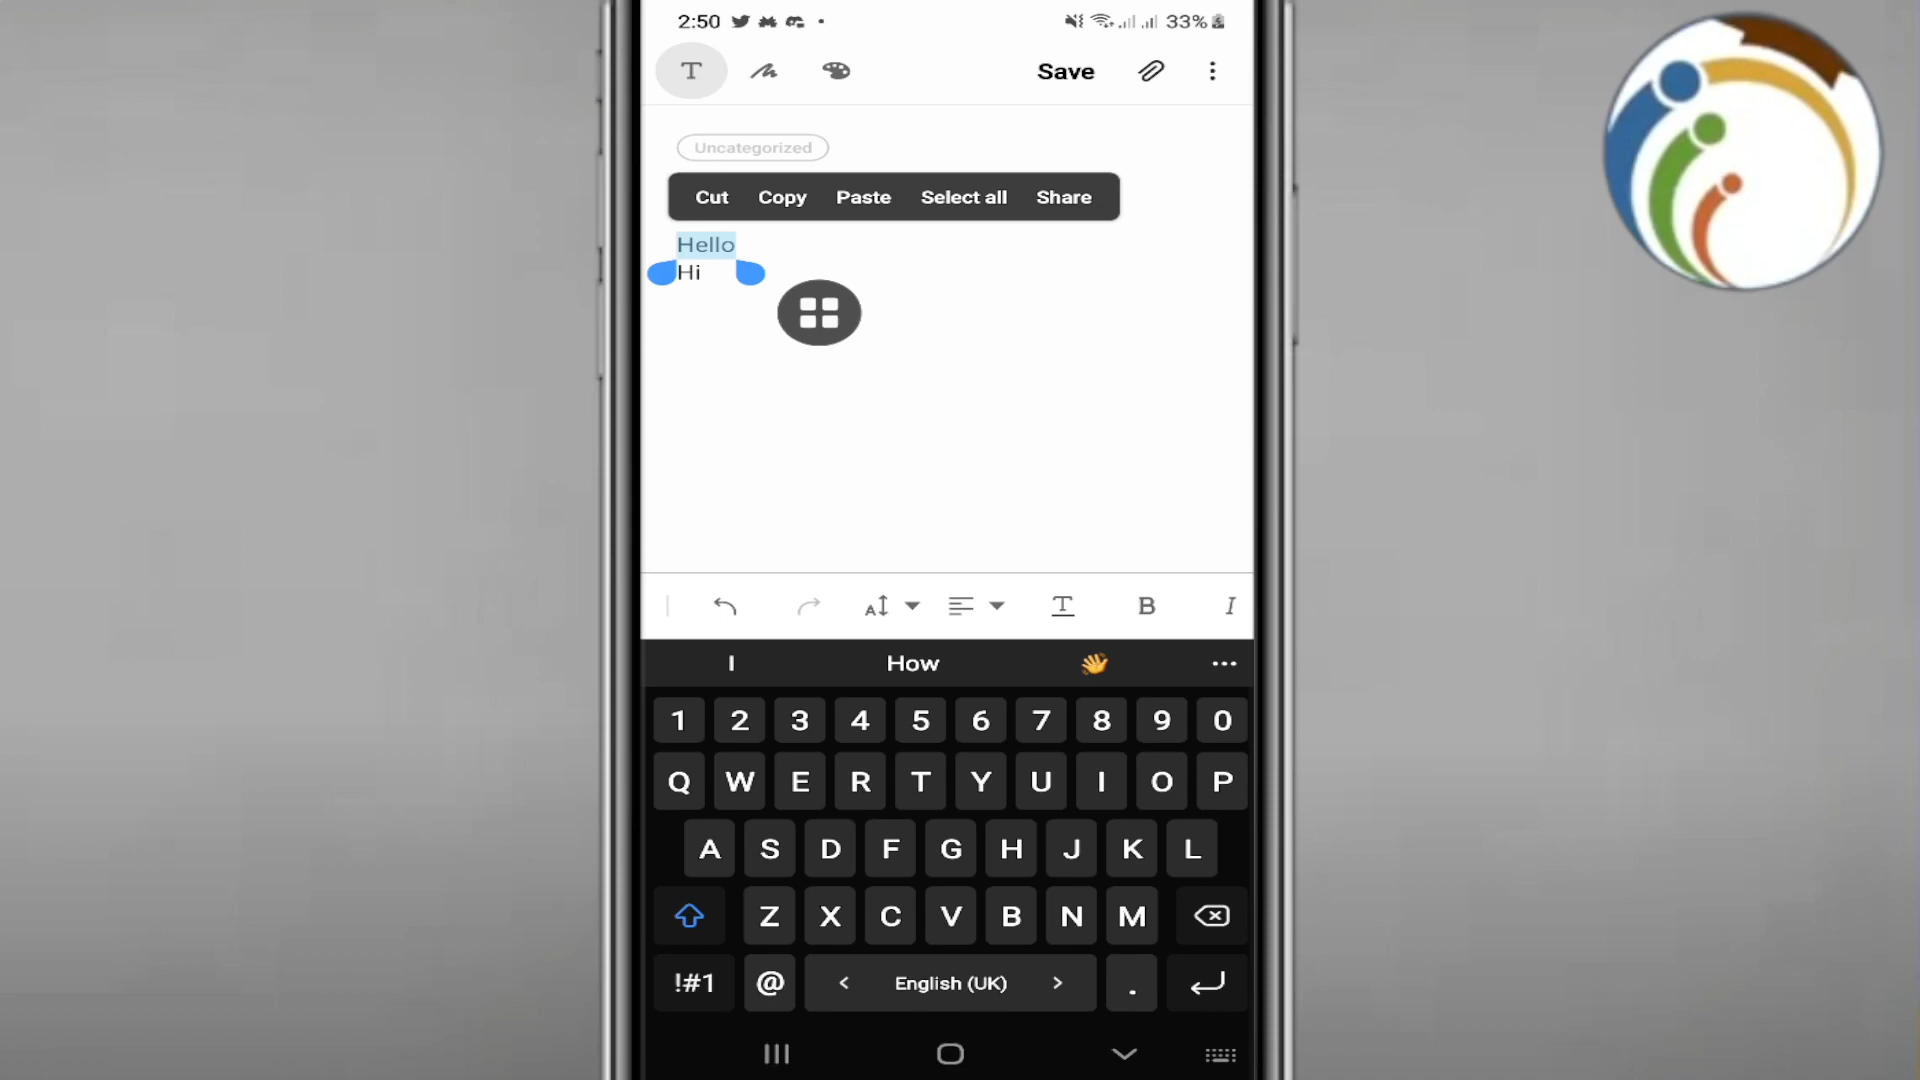 2:50 33%
T Save
Uncategorized
Cut Copy Paste Select all Share
Hello
Hi
A T B I
I How
1 2 3 4 5 6 7 8 9 0
Q W E R T Y U I O P
A S D F G H J K L
Z X C V B N M
!#1 @ < English (UK) > .